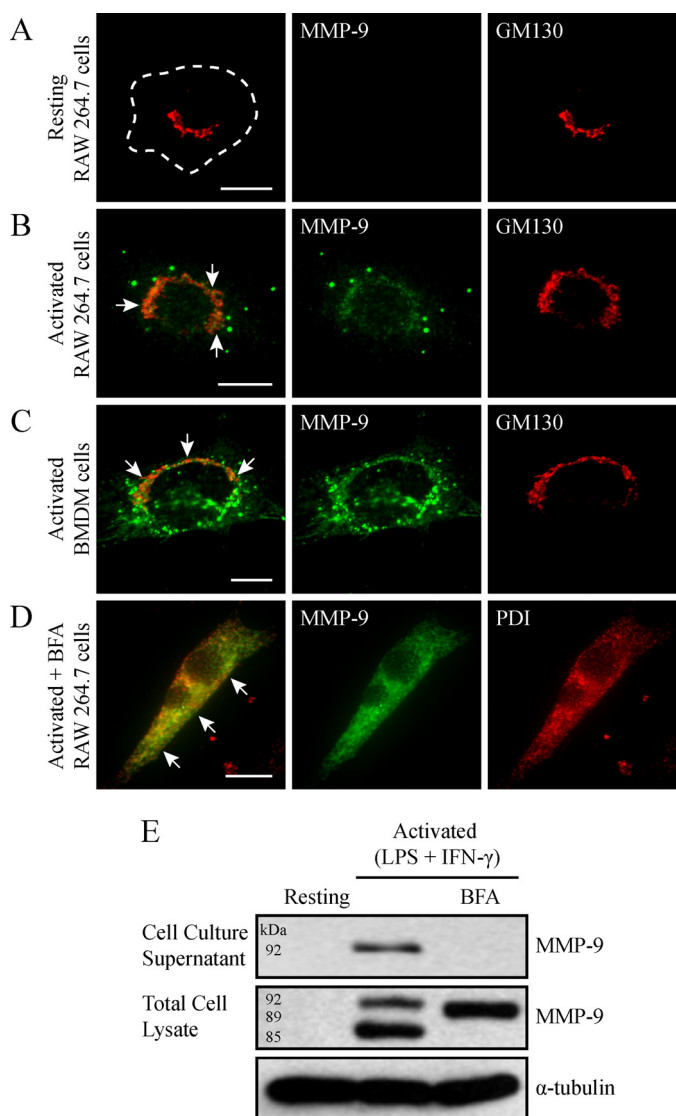 A
Resting
RAW 264.7 cells
MMP-9
GM130
B
Activated
RAW 264.7 cells
MMP-9
GM130
C
Activated
BMDM cells
MMP-9
GM130
D
Activated + BFA
RAW 264.7 cells
MMP-9
PDI
E
Activated
(LPS + IFN-γ)
Resting
BFA
Cell Culture
Supernatant
kDa
92
MMP-9
Total Cell
Lysate
92
89
85
MMP-9
α-tubulin